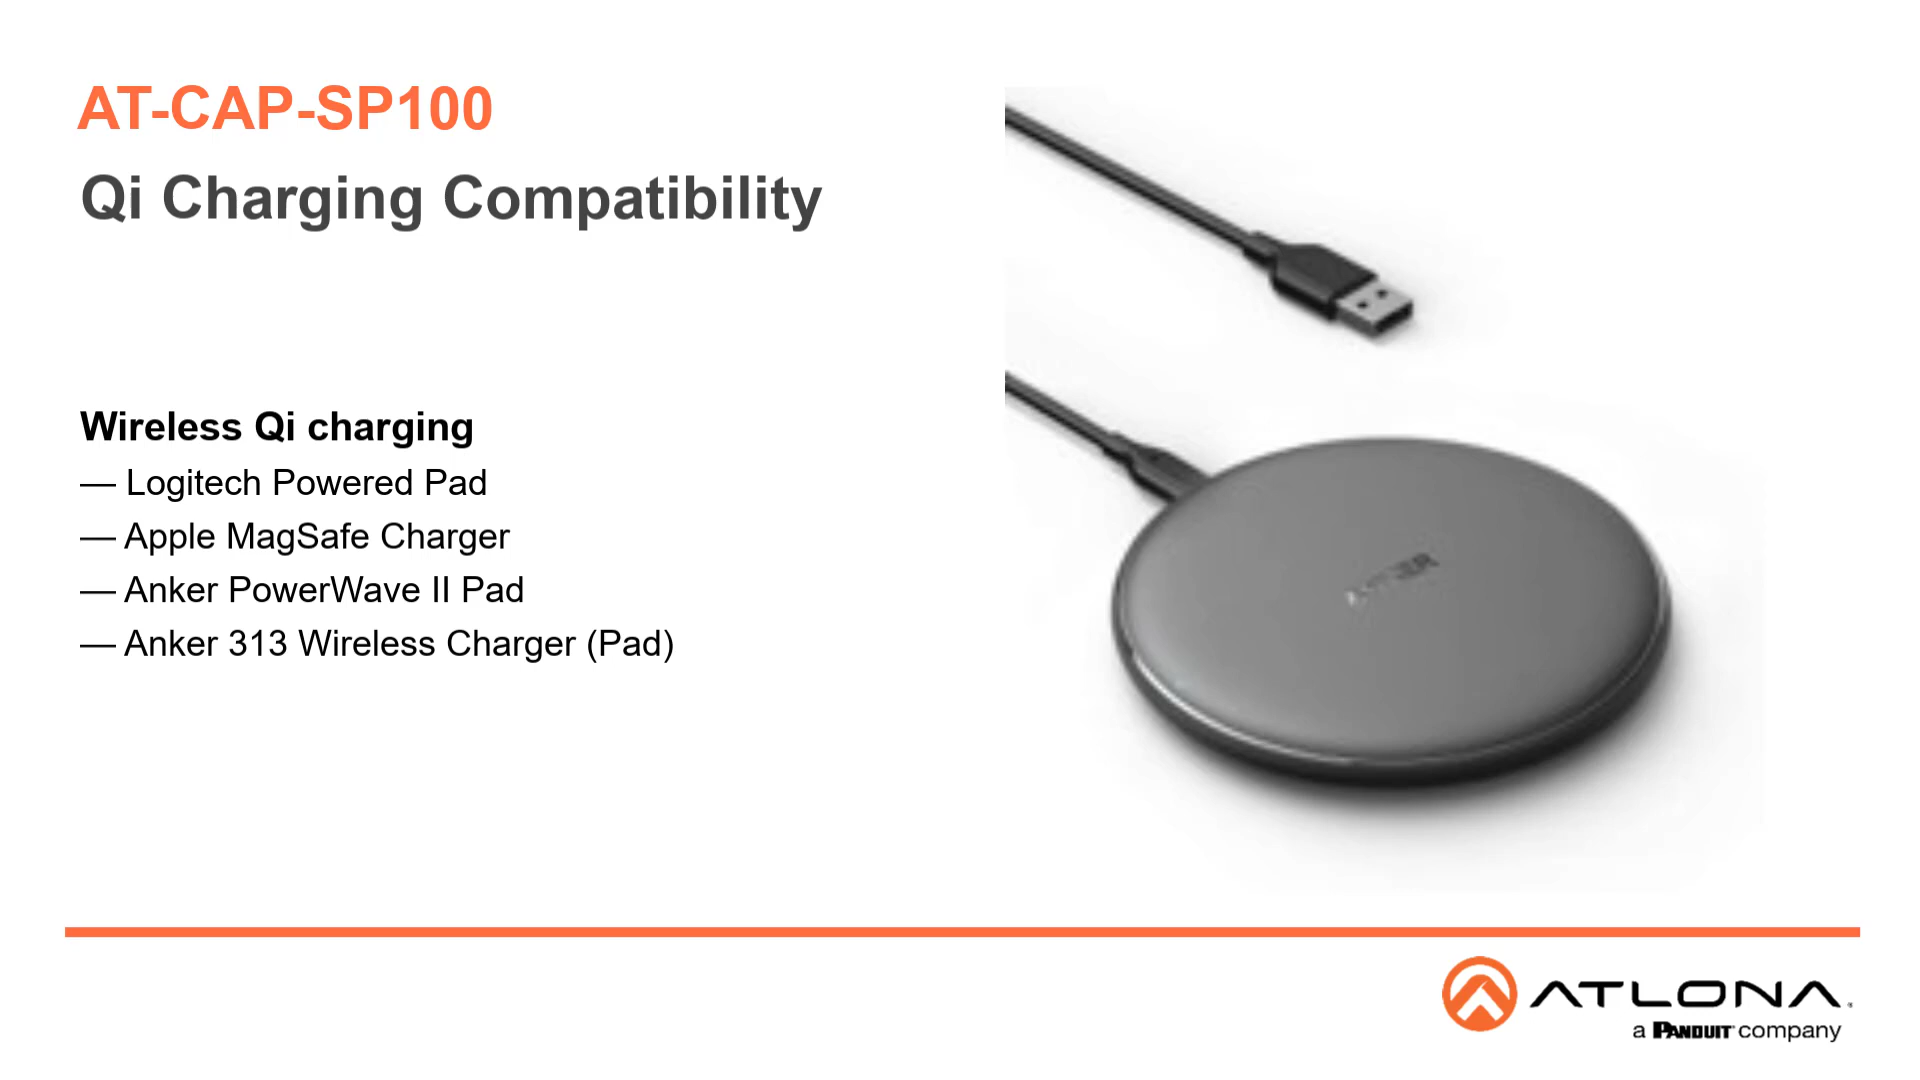 AT-CAP-SP100
Qi Charging Compatibility
Wireless Qi charging
— Logitech Powered Pad
— Apple MagSafe Charger
— Anker PowerWave II Pad
— Anker 313 Wireless Charger (Pad)
ATLONA
a PANDUIT company